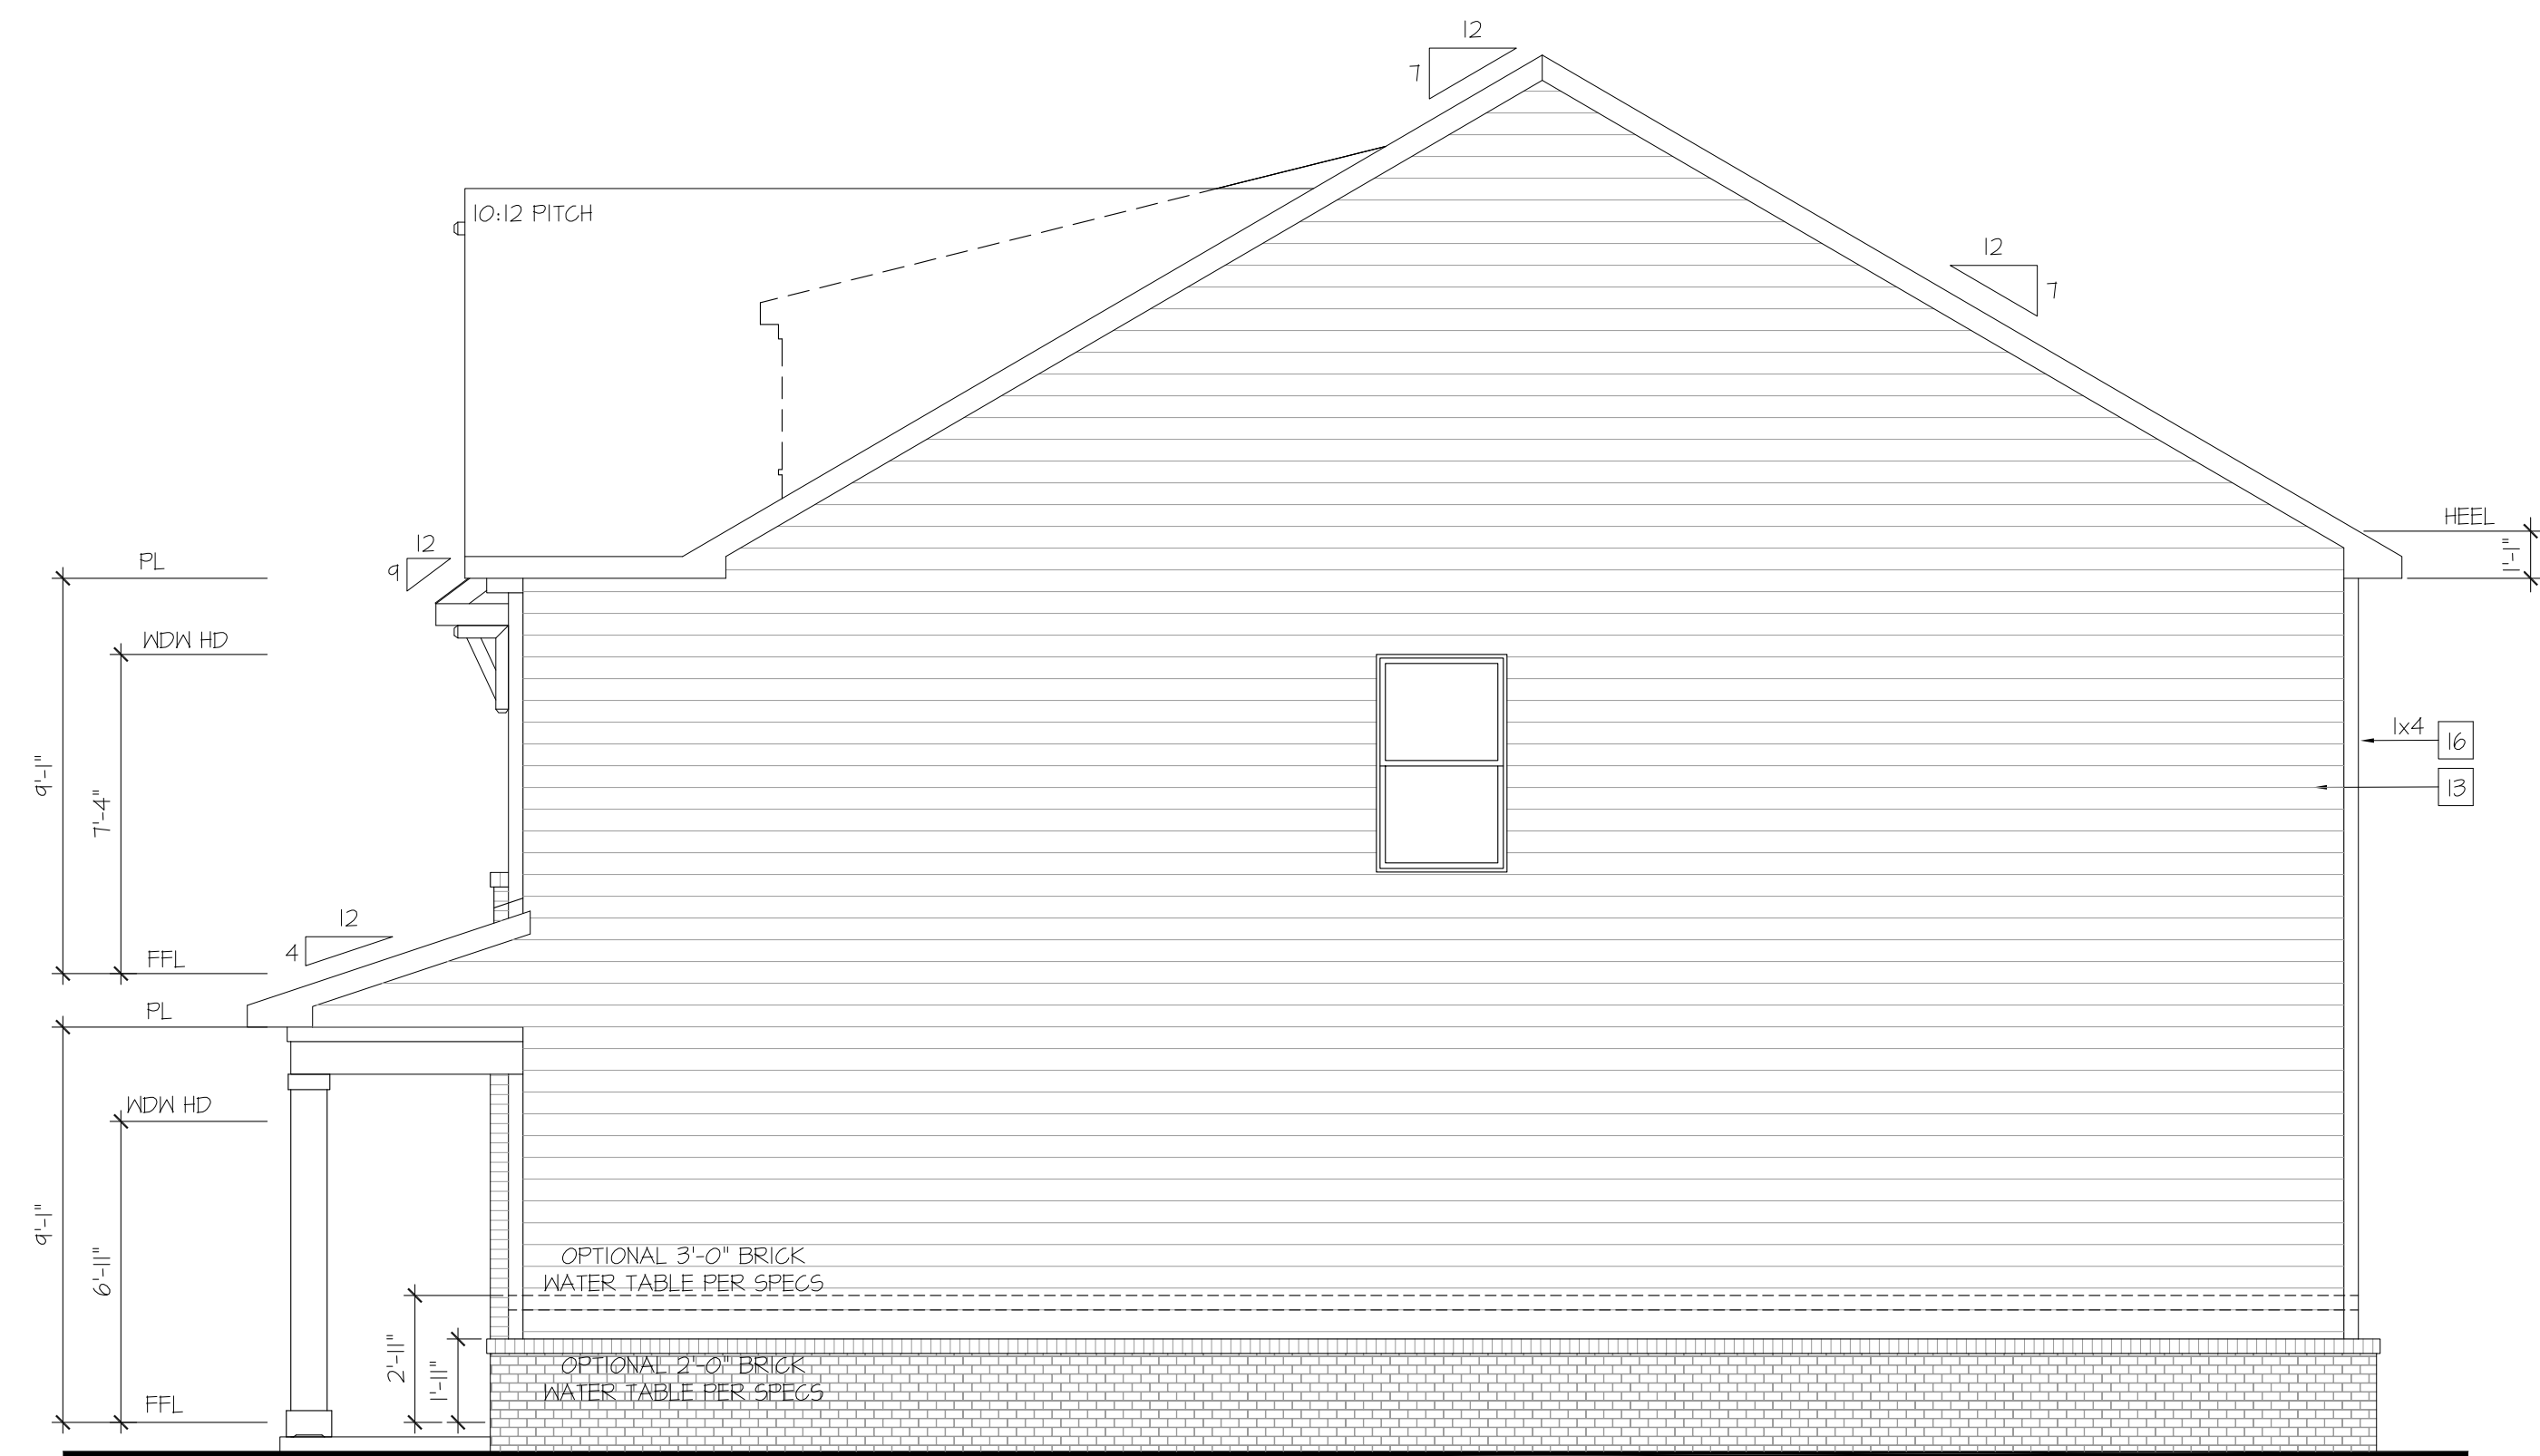 12
7
10:12 PITCH
12
7
HEEL
1'-1"
12
9
PL
WDW HD
9'-1"
7'-4"
1x4
16
13
12
4
FFL
PL
WDW HD
9'-1"
6'-11"
OPTIONAL 3'-0" BRICK
WATER TABLE PER SPECS
2'-11"
1'-11"
OPTIONAL 2'-0" BRICK
WATER TABLE PER SPECS
FFL